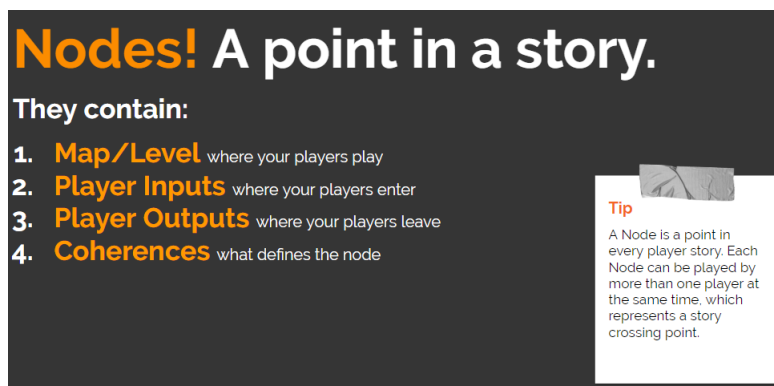 Nodes! A point in a story.
They contain:
1. Map/Level where your players play
2. Player Inputs where your players enter
3. Player Outputs where your players leave
4. Coherences what defines the node
Tip
A Node is a point in
every player story. Each
Node can be played by
more than one player at
the same time, which
represents a story
crossing point.